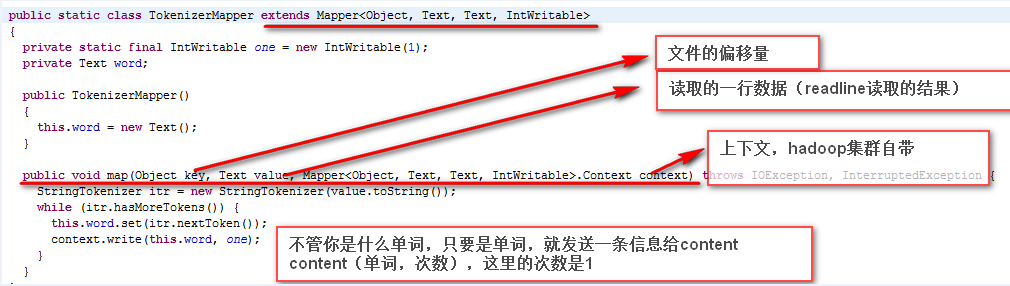 public static class TokenizerMapper extends Mapper<Object, Text, Text, IntWritable>
{
private static final IntWritable one = new IntWritable(1);
private Text word;
public TokenizerMapper()
{
this.word = new Text();
}
文件的偏移量
读取的一行数据（readline读取的结果）
上下文，hadoop集群自带
public void map(Object key, Text value, Mapper<Object, Text, Text, IntWritable>.Context context) throws IOException, InterruptedException {
StringTokenizer itr = new StringTokenizer(value.toString());
while (itr.hasMoreTokens()) {
this.word.set(itr.nextToken());
context.write(this.word, one);
}
}
不管你是什么单词，只要是单词，就发送一条信息给content
content（单词，次数），这里的次数是1